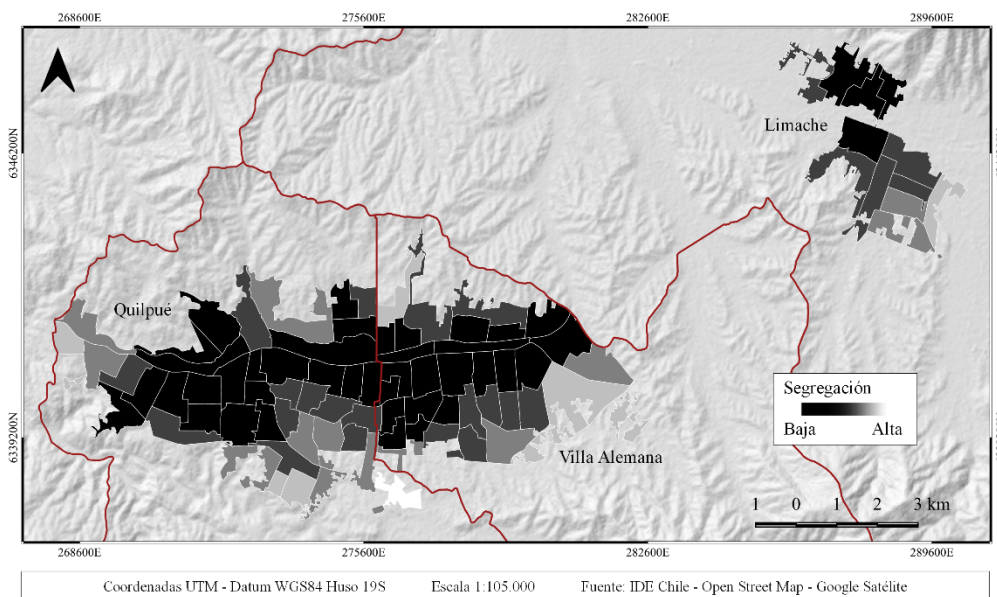 268600E 275600E 282600E 289600E
Limache
6346200N
Quilpué
Segregación
Baja Alta
6339200N
Villa Alemana
1 0 1 2 3 km
268600E 275600E 282600E 289600E
Coordenadas UTM - Datum WGS84 Huso 19S Escala 1:105.000 Fuente: IDE Chile - Open Street Map - Google Satélite